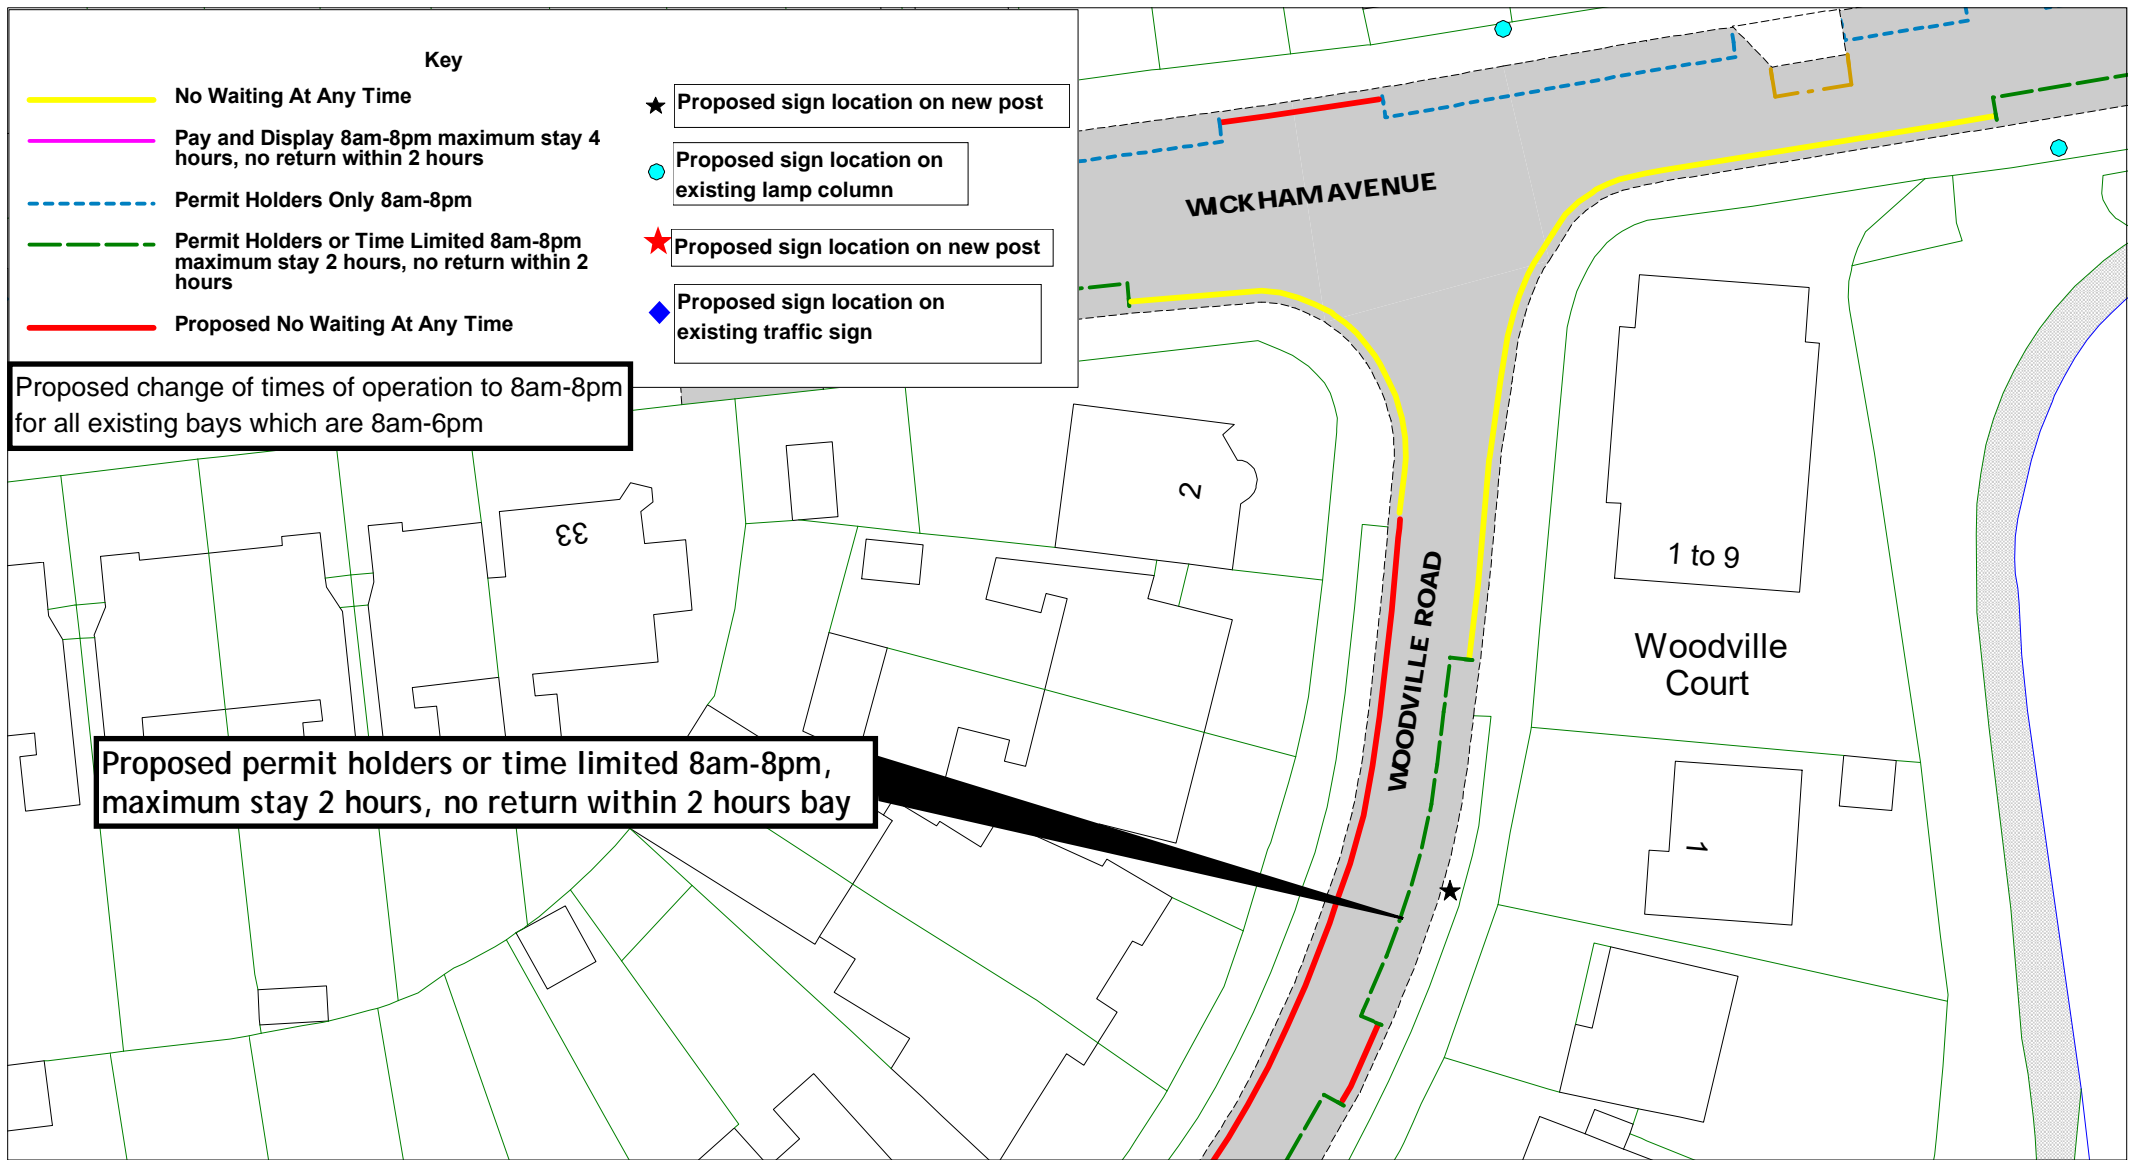 Key
No Waiting At Any Time
Pay and Display 8am-8pm maximum stay 4
hours, no return within 2 hours
Permit Holders Only 8am-8pm
Permit Holders or Time Limited 8am-8pm
maximum stay 2 hours, no return within 2
hours
Proposed No Waiting At Any Time
Proposed sign location on new post
Proposed sign location on
existing lamp column
Proposed sign location on new post
Proposed sign location on
existing traffic sign
Proposed change of times of operation to 8am-8pm
for all existing bays which are 8am-6pm
WICKHAM AVENUE
2
33
1 to 9
WOODVILLE ROAD
Woodville
Court
Proposed permit holders or time limited 8am-8pm,
maximum stay 2 hours, no return within 2 hours bay
1